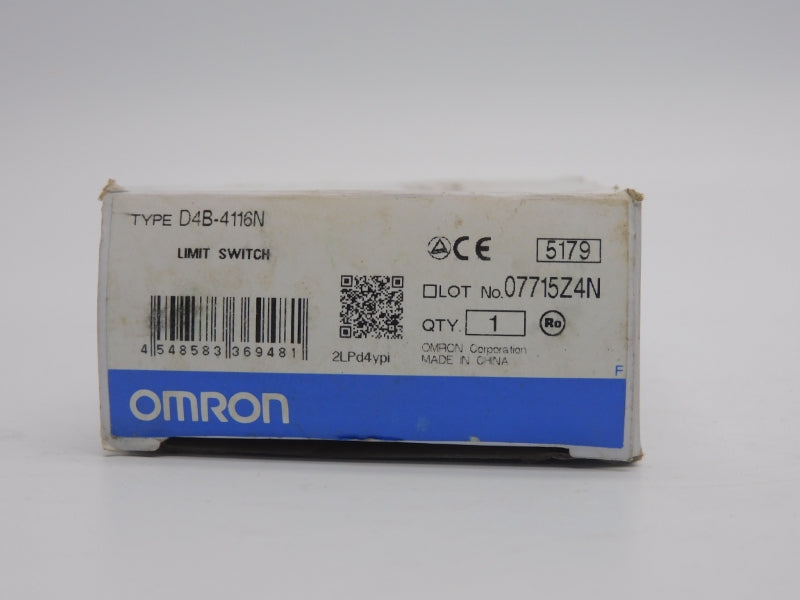 TYPE D4B-4116N
LIMIT SWITCH
CE
5179
LOT No. 07715Z4N
QTY. 1
Ro
4 548583 369481
2LPd4ypi
OMRON Corporation
MADE IN CHINA
F
OMRON